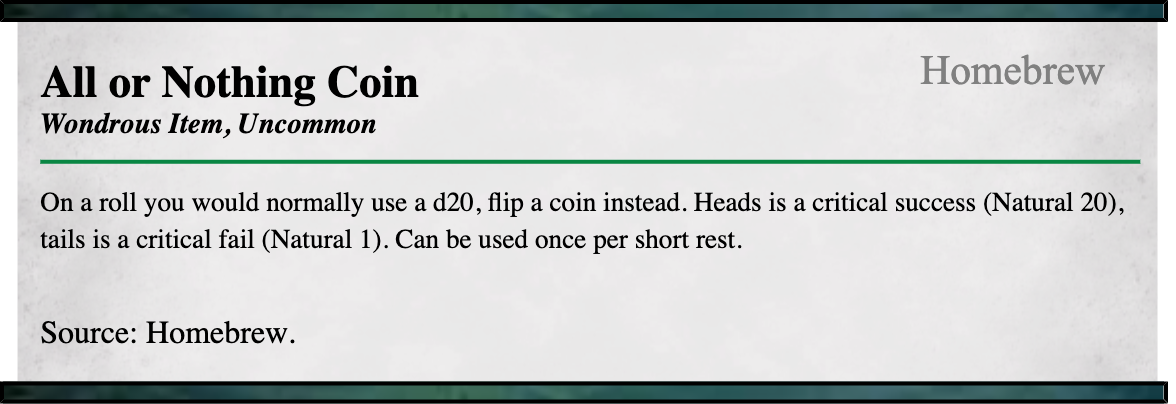 All or Nothing Coin
Homebrew
Wondrous Item, Uncommon
On a roll you would normally use a d20, flip a coin instead. Heads is a critical success (Natural 20),
tails is a critical fail (Natural 1). Can be used once per short rest.
Source: Homebrew.